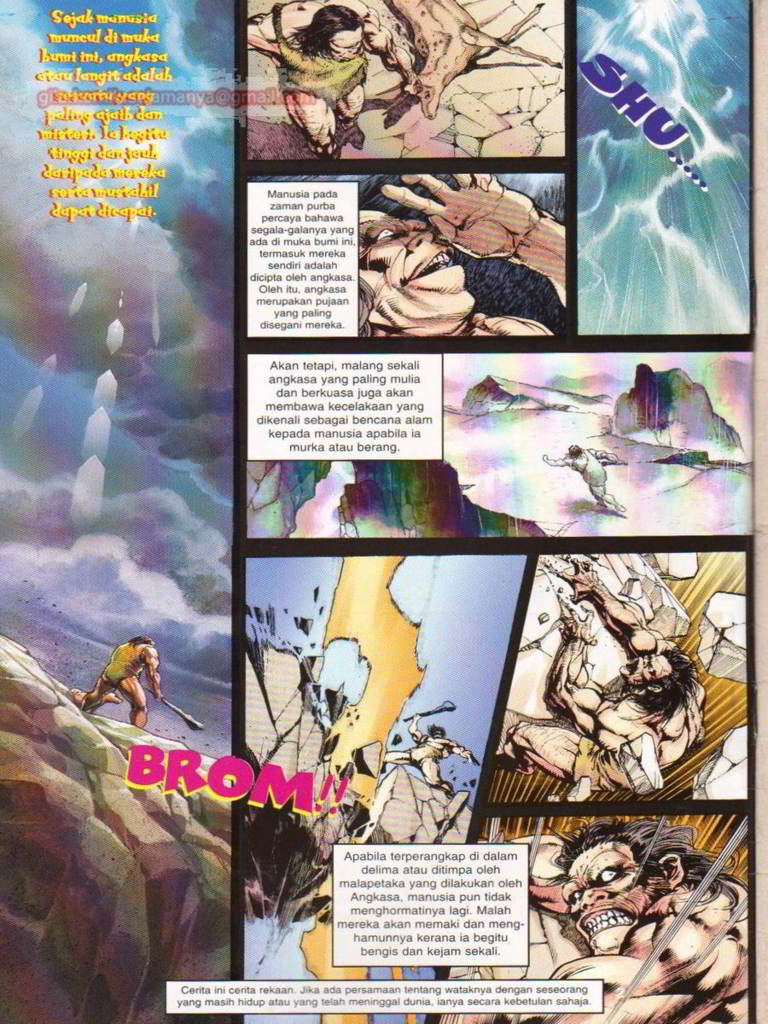 Sejak manusia
muncul di muka
bumi ini, angkasa
atau langit adalah
sesuatu yang
paling ajaib dan
misteri. Ia begitu
tinggi dan jauh
daripada mereka
serta mustahil
dapat dicapai.
amanya@gmail.com
SHU.....
Manusia pada
zaman purba
percaya bahawa
segala-galanya yang
ada di muka bumi ini,
termasuk mereka
sendiri adalah
dicipta oleh angkasa.
Oleh itu, angkasa
merupakan pujaan
yang paling
disegani mereka.
Akan tetapi, malang sekali
angkasa yang paling mulia
dan berkuasa juga akan
membawa kecelakaan yang
dikenali sebagai bencana alam
kepada manusia apabila ia
murka atau berang.
BROM!!
Apabila terperangkap di dalam
delima atau ditimpa oleh
malapetaka yang dilakukan oleh
Angkasa, manusia pun tidak
menghormatinya lagi. Malah
mereka akan memaki dan meng-
hamunnya kerana ia begitu
bengis dan kejam sekali.
Cerita ini cerita rekaan. Jika ada persamaan tentang wataknya dengan seseorang
yang masih hidup atau yang telah meninggal dunia, ianya secara kebetulan sahaja.